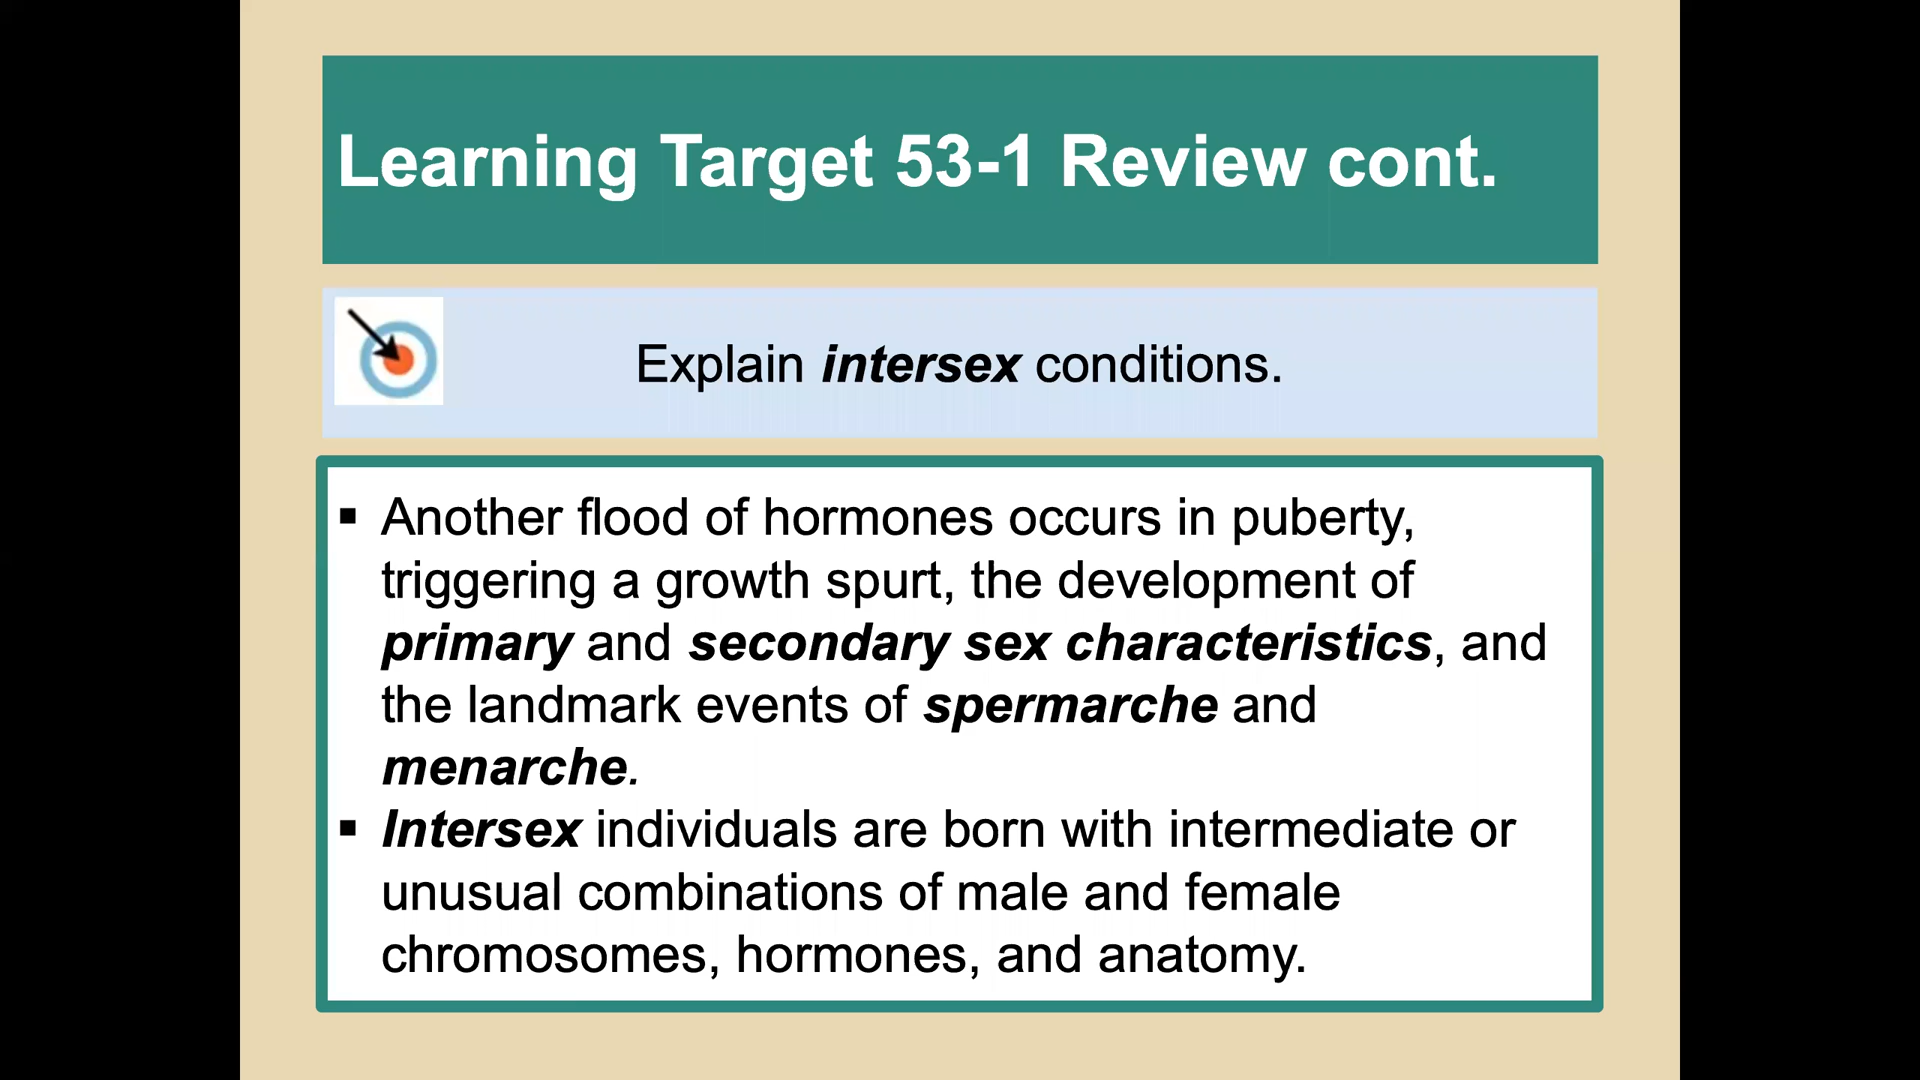 Learning Target 53-1 Review cont.
Explain intersex conditions.
▪ Another flood of hormones occurs in puberty,
triggering a growth spurt, the development of
primary and secondary sex characteristics, and
the landmark events of spermarche and
menarche.
▪ Intersex individuals are born with intermediate or
unusual combinations of male and female
chromosomes, hormones, and anatomy.